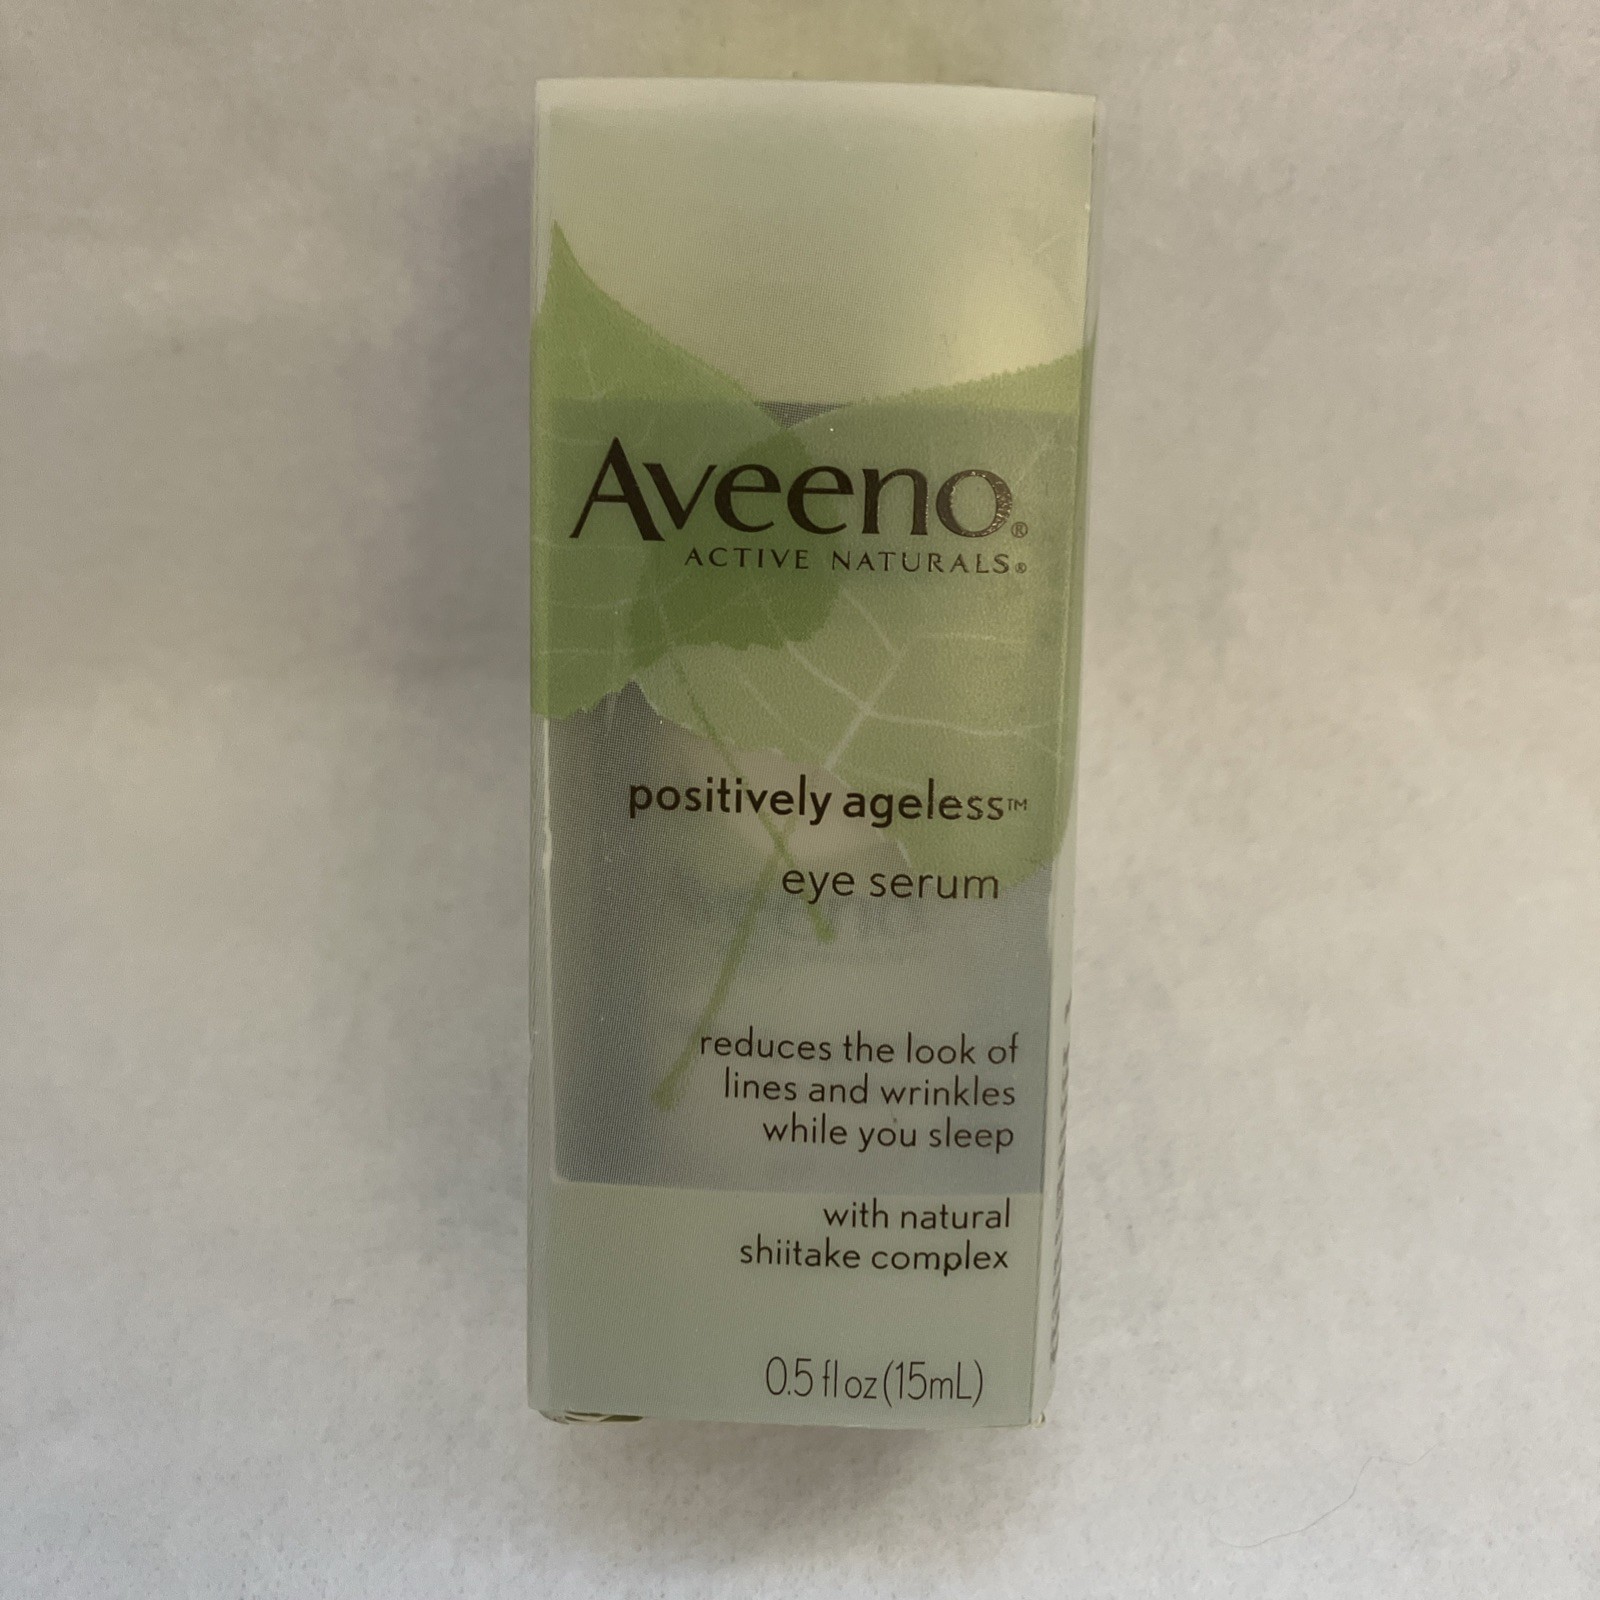 Aveeno®
ACTIVE NATURALS®
positively ageless™
eye serum
reduces the look of
lines and wrinkles
while you sleep
with natural
shiitake complex
0.5 fl oz (15mL)